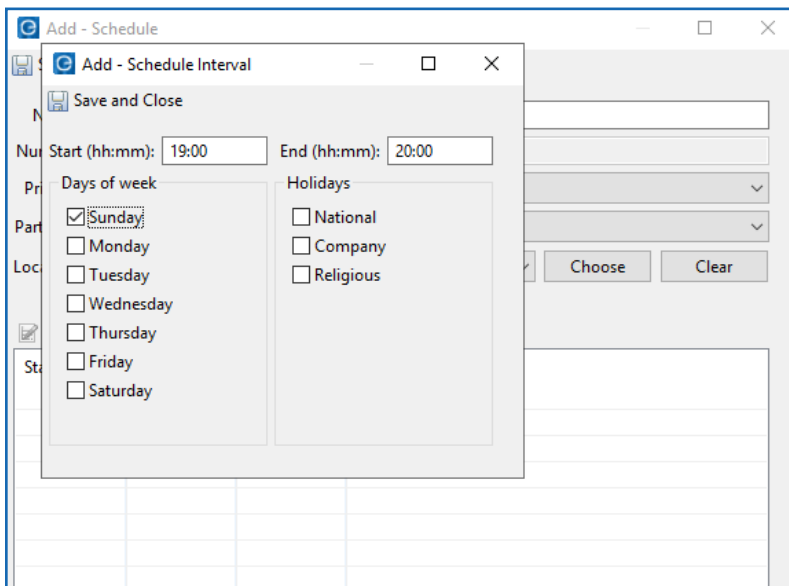 Add - Schedule
Add - Schedule Interval
Save and Close
Start (hh:mm): 19:00 End (hh:mm): 20:00
Days of week
Sunday
Monday
Tuesday
Wednesday
Thursday
Friday
Saturday
Holidays
National
Company
Religious
Choose
Clear